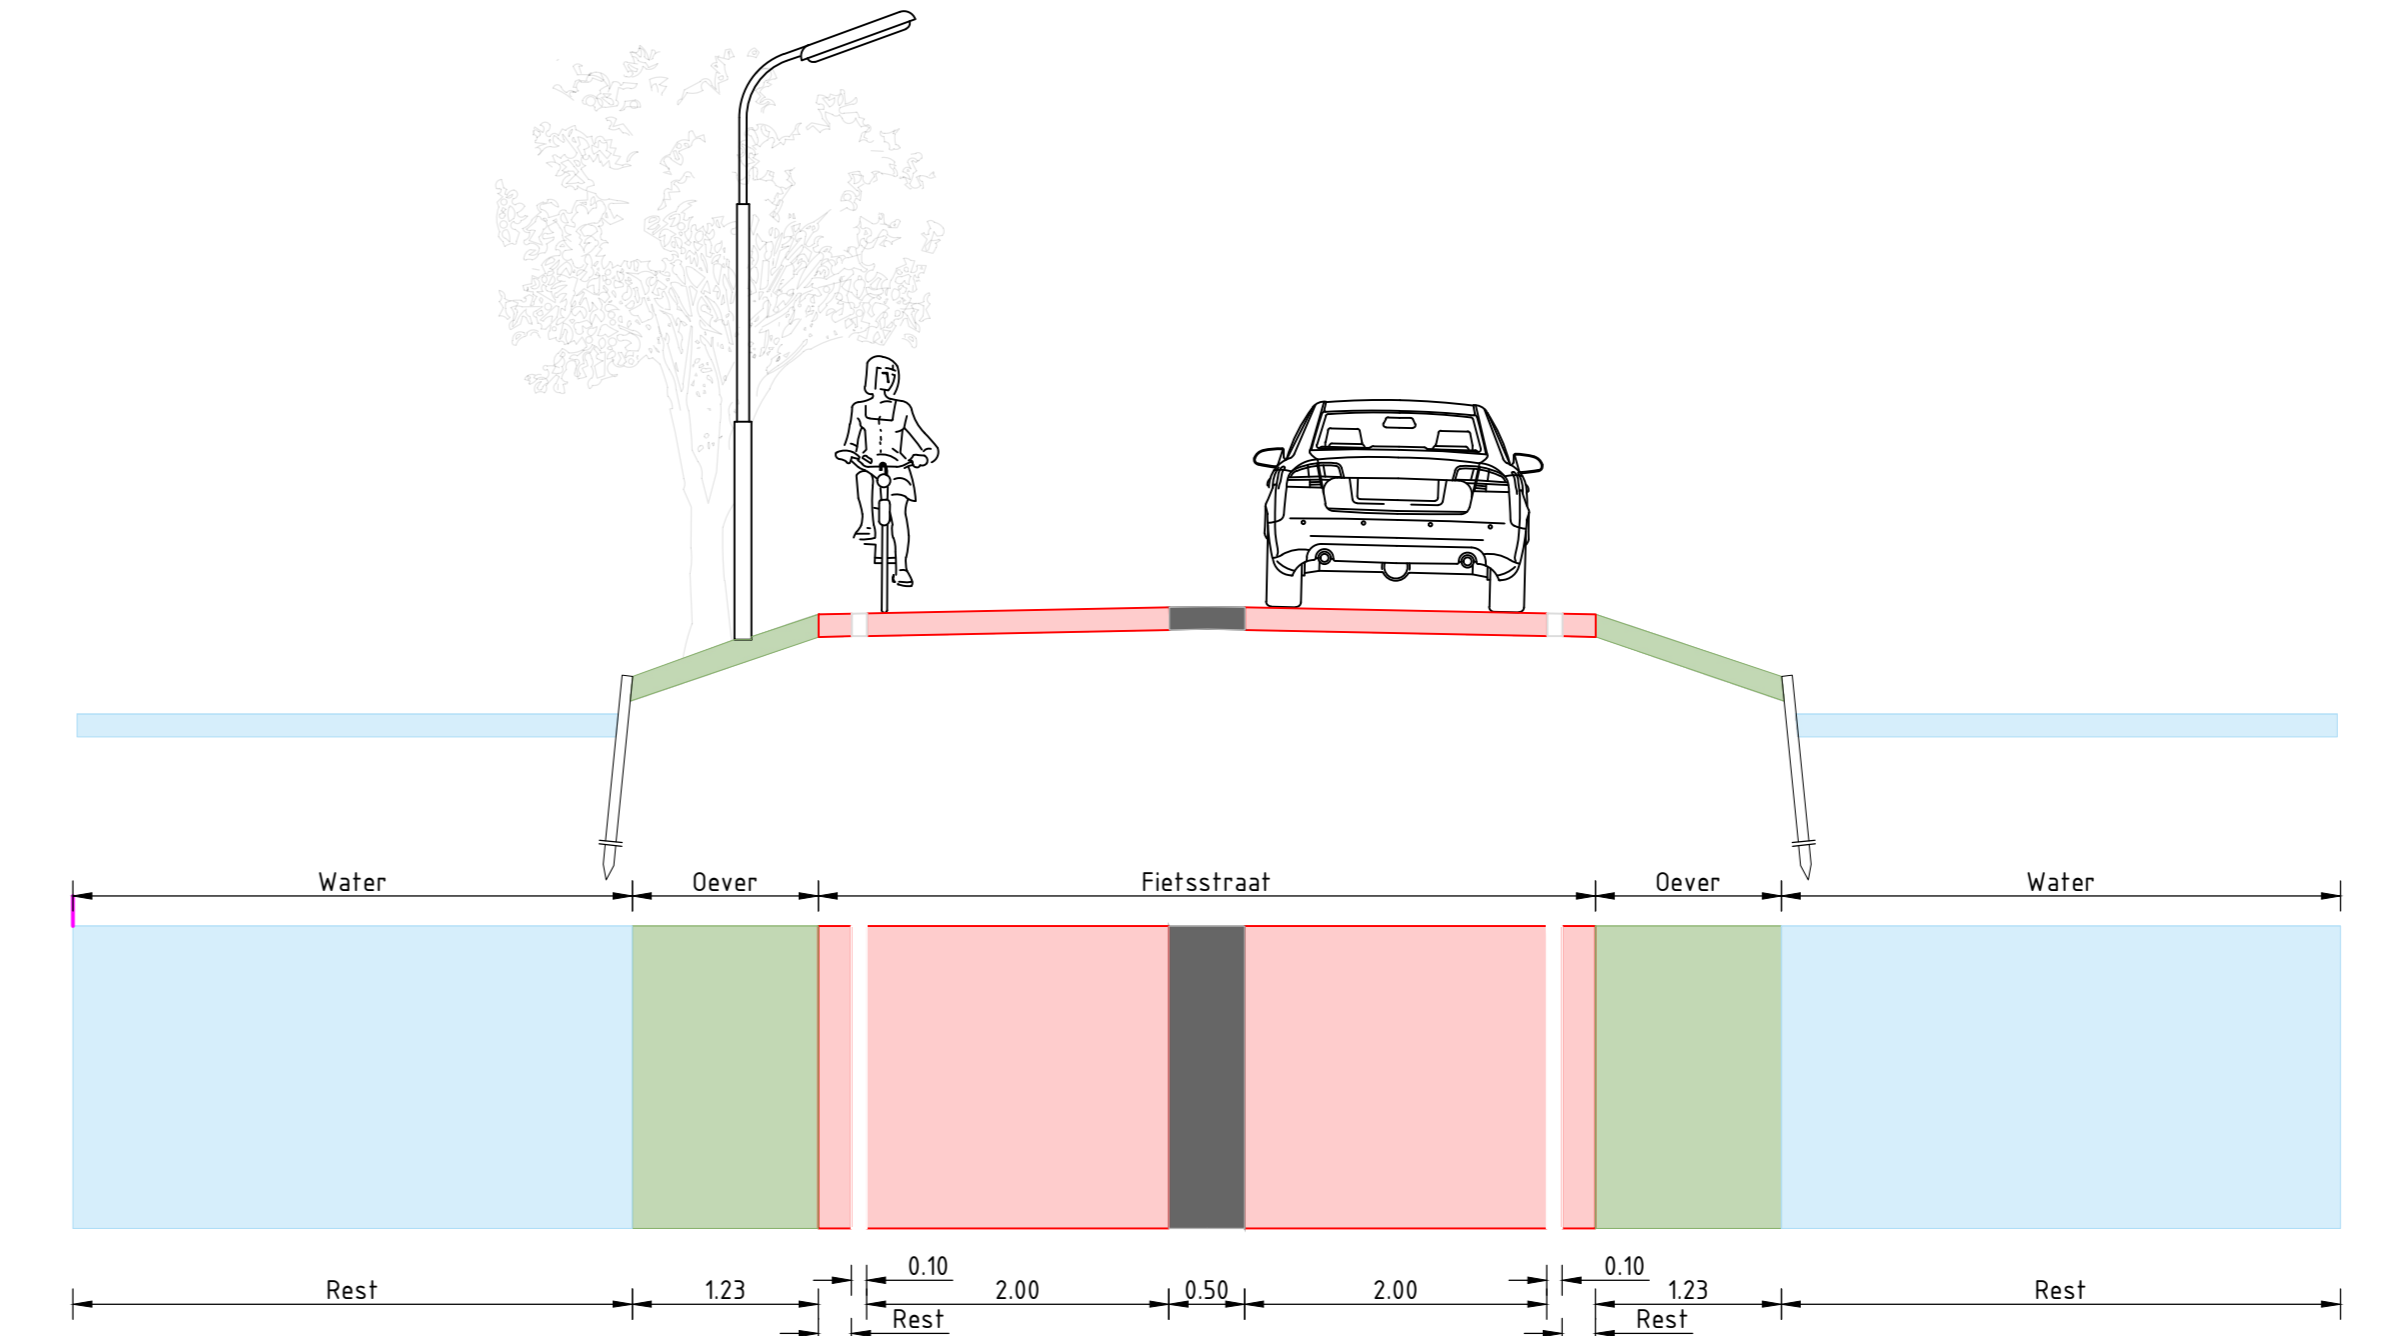 Water Oever Fietsstraat Oever Water
0.10 0.10
Rest 1.23 2.00 0.50 2.00 1.23 Rest
Rest Rest